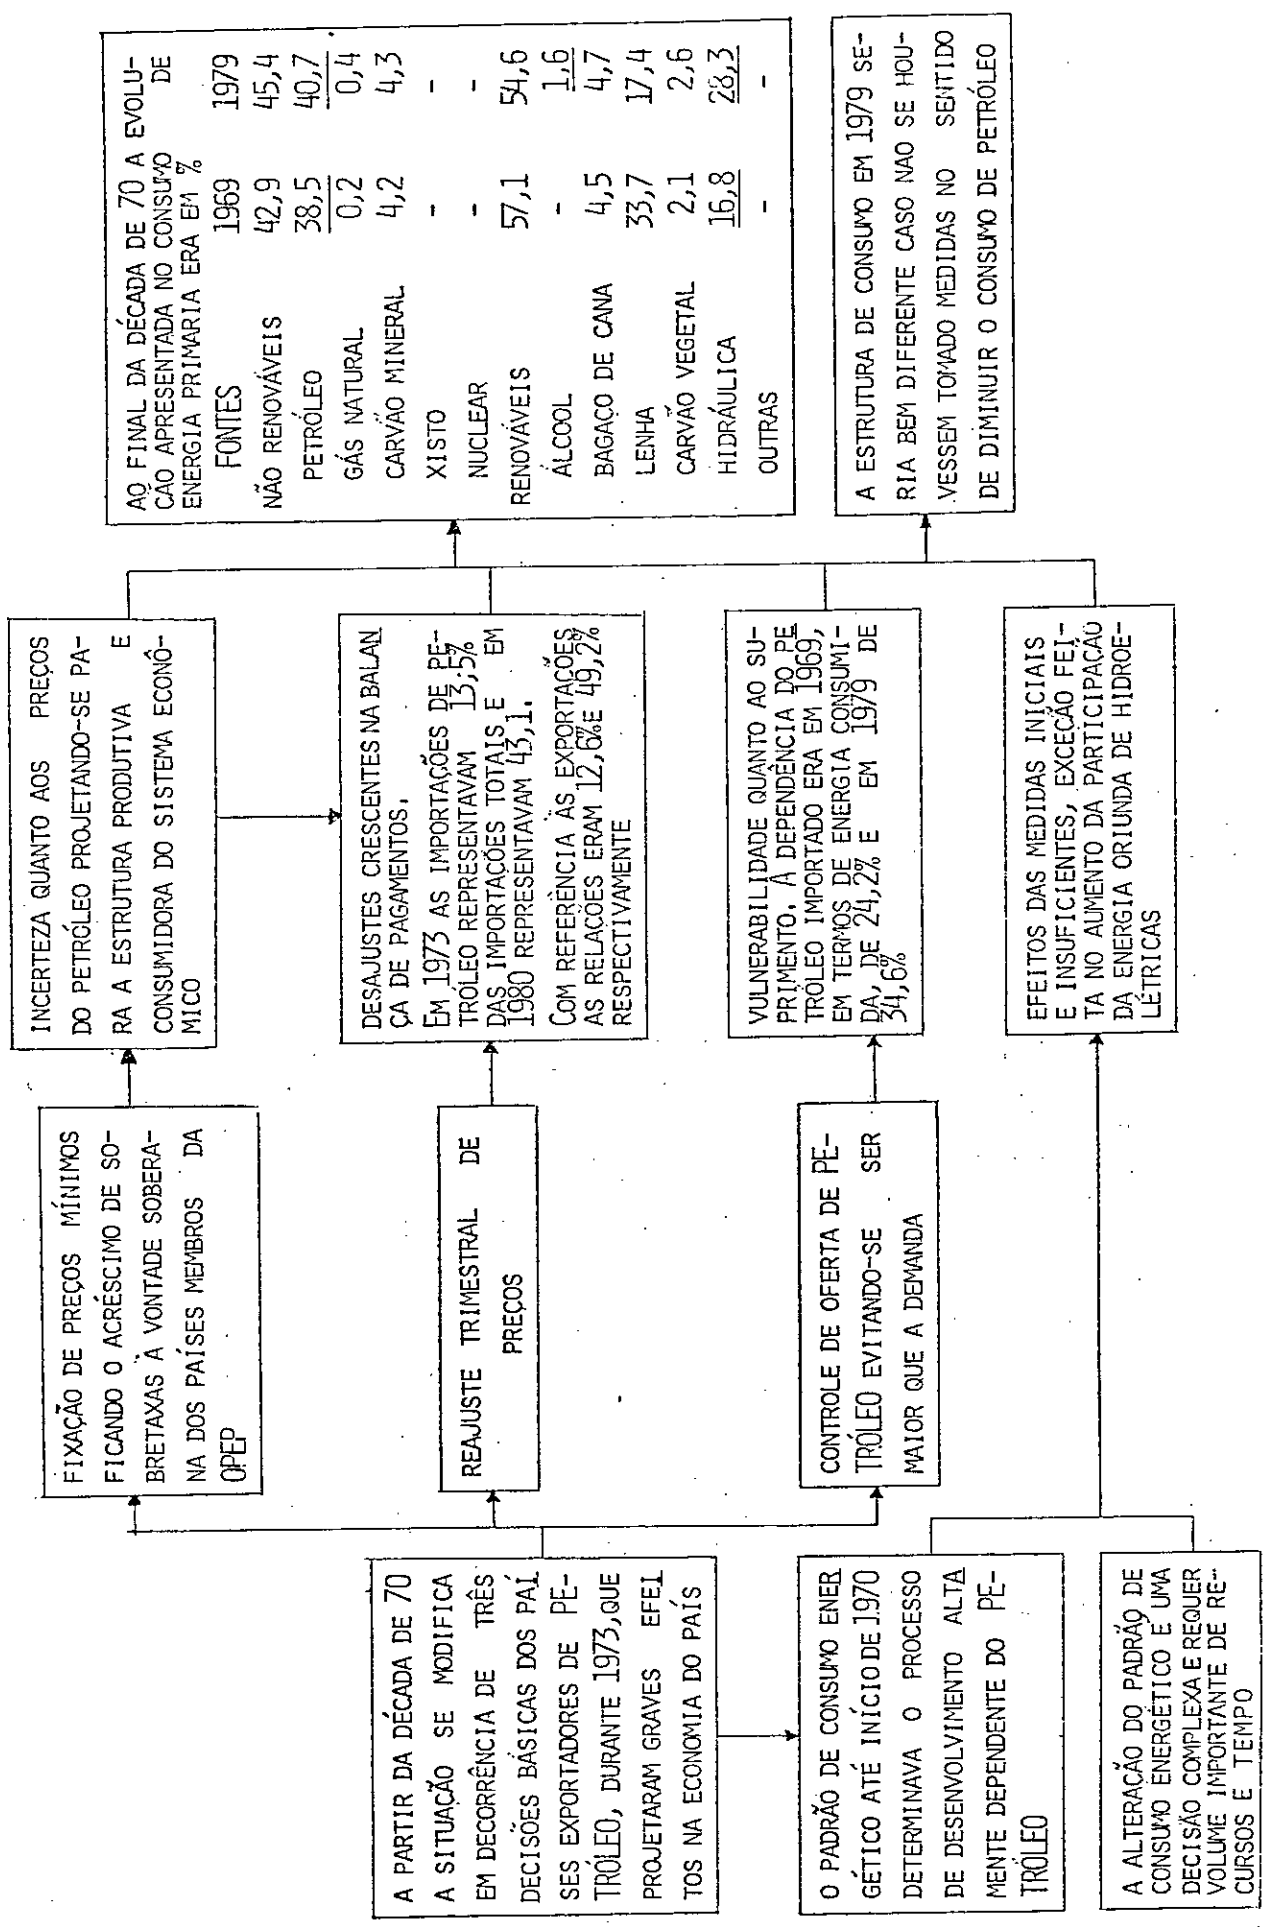 A PARTIR DA DÉCADA DE 70
A SITUAÇÃO SE MODIFICA
EM DECORRÊNCIA DE TRÊS
DECISÕES BÁSICAS DOS PAÍ
SES EXPORTADORES DE PE-
TRÓLEO, DURANTE 1973, QUE
PROJETARAM GRAVES EFEI
TOS NA ECONOMIA DO PAÍS
O PADRÃO DE CONSUMO ENER
GÉTICO ATÉ INÍCIO DE 1970
DETERMINAVA O PROCESSO
DE DESENVOLVIMENTO ALTA
MENTE DEPENDENTE DO PE-
TRÓLEO
A ALTERAÇÃO DO PADRÃO DE
CONSUMO ENERGÉTICO E UMA
DECISÃO COMPLEXA E REQUER
VOLUME IMPORTANTE DE RE-
CURSOS E TEMPO
FIXAÇÃO DE PREÇOS MÍNIMOS
FICANDO O ACRÉSCIMO DE SO-
BRETAXAS À VONTADE SOBERA-
NA DOS PAÍSES MEMBROS DA
OPEP
REAJUSTE TRIMESTRAL DE
PREÇOS
CONTROLE DE OFERTA DE PE-
TRÓLEO EVITANDO-SE SER
MAIOR QUE A DEMANDA
INCERTEZA QUANTO AOS PREÇOS
DO PETRÓLEO PROJETANDO-SE PA-
RA A ESTRUTURA PRODUTIVA E
CONSUMIDORA DO SISTEMA ECONÔ-
MICO
DESAJUSTES CRESCENTES NA BALAN
ÇA DE PAGAMENTOS.
EM 1973 AS IMPORTAÇÕES DE PE-
TRÓLEO REPRESENTAVAM 13,5%
DAS IMPORTAÇÕES TOTAIS E EM
1980 REPRESENTAVAM 43,1.
COM REFERÊNCIA ÀS EXPORTAÇÕES
AS RELAÇÕES ERAM 12,6% E 49,2%
RESPECTIVAMENTE
VULNERABILIDADE QUANTO AO SU-
PRIMENTO. A DEPENDÊNCIA DO PE
TRÓLEO IMPORTADO ERA EM 1969,
EM TERMOS DE ENERGIA CONSUMI-
DA, DE 24,2% E EM 1979 DE
34,6%
EFEITOS DAS MEDIDAS INICIAIS
E INSUFICIENTES, EXCEÇÃO FEI-
TA NO AUMENTO DA PARTICIPAÇÃO
DA ENERGIA ORIUNDA DE HIDROE-
LÉTRICAS
AO FINAL DA DÉCADA DE 70 A EVOLU-
ÇÃO APRESENTADA NO CONSUMO DE
ENERGIA PRIMARIA ERA EM %
FONTES 1969 1979
NÃO RENOVÁVEIS 42,9 45,4
PETRÓLEO 38,5 40,7
GÁS NATURAL 0,2 0,4
CARVÃO MINERAL 4,2 4,3
XISTO - -
NUCLEAR - -
RENOVÁVEIS 57,1 54,6
ÁLCOOL - 1,6
BAGAÇO DE CANA 4,5 4,7
LENHA 33,7 17,4
CARVÃO VEGETAL 2,1 2,6
HIDRÁULICA 16,8 28,3
OUTRAS - -
A ESTRUTURA DE CONSUMO EM 1979 SE-
RIA BEM DIFERENTE CASO NAO SE HOU-
VESSEM TOMADO MEDIDAS NO SENTIDO
DE DIMINUIR O CONSUMO DE PETRÓLEO